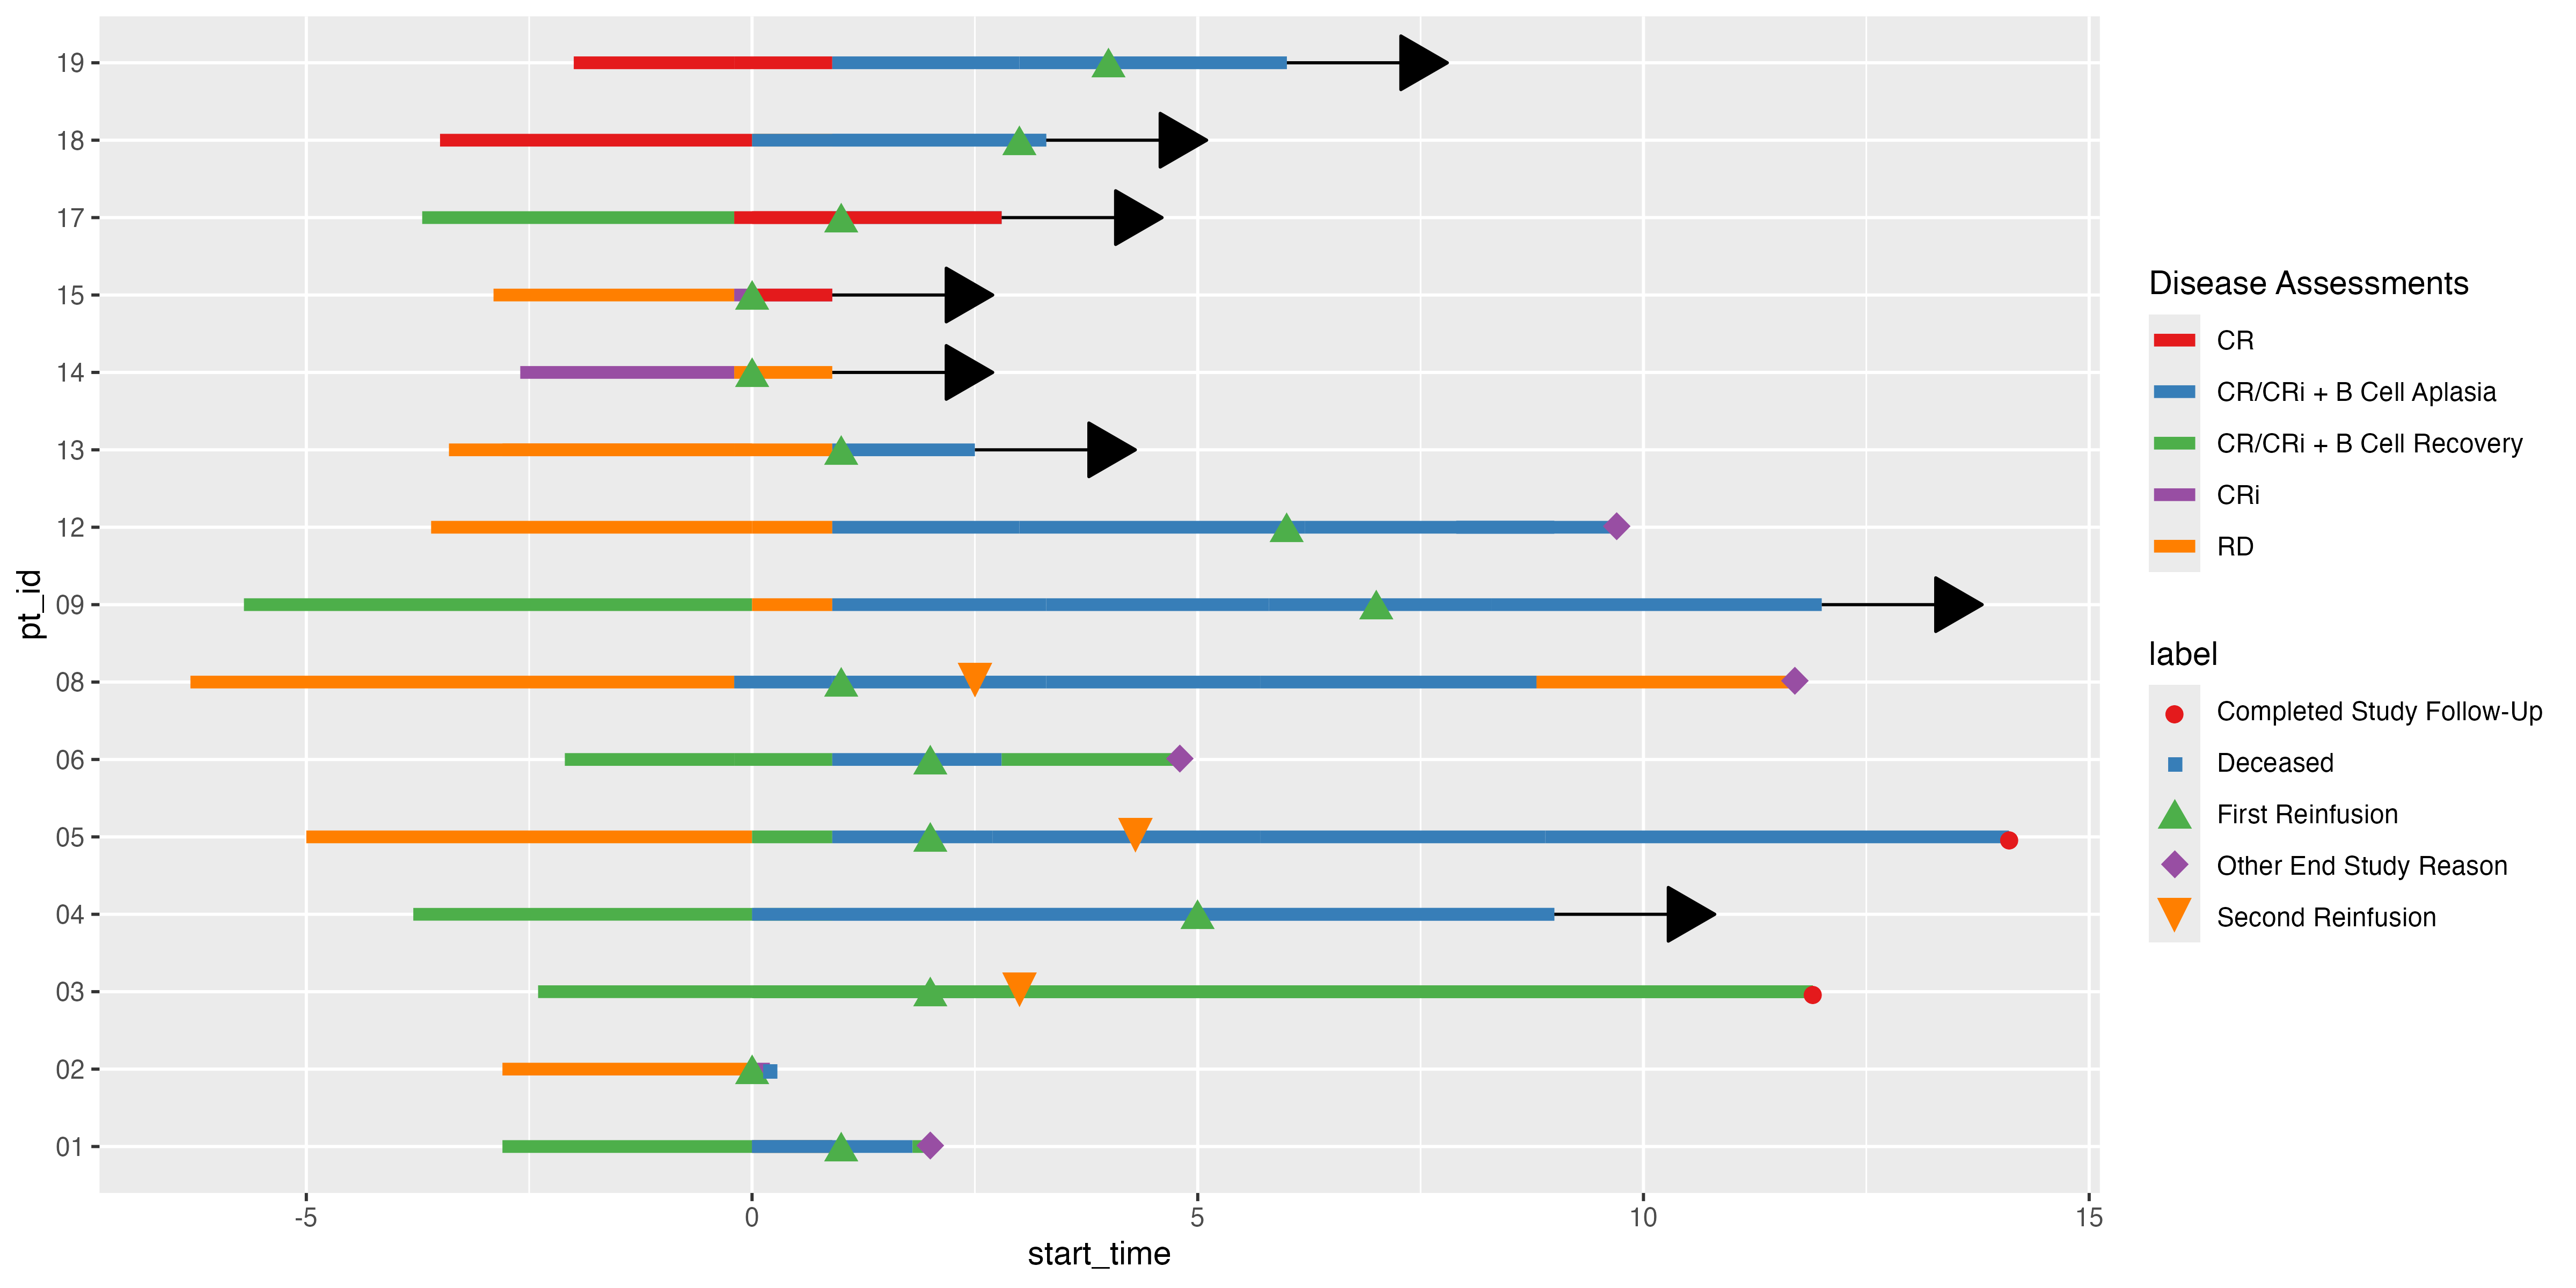 19
18
17
15
14
13
12
09
08
06
05
04
03
02
01
pt_id
-5 0 5 10 15
start_time
Disease Assessments
CR
CR/CRi + B Cell Aplasia
CR/CRi + B Cell Recovery
CRi
RD
label
Completed Study Follow-Up
Deceased
First Reinfusion
Other End Study Reason
Second Reinfusion